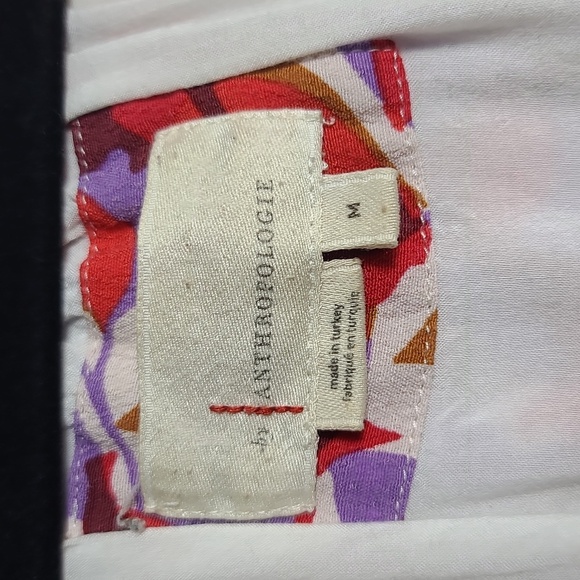 by ANTHROPOLOGIE
M
made in turkey
fabriqué en turquie